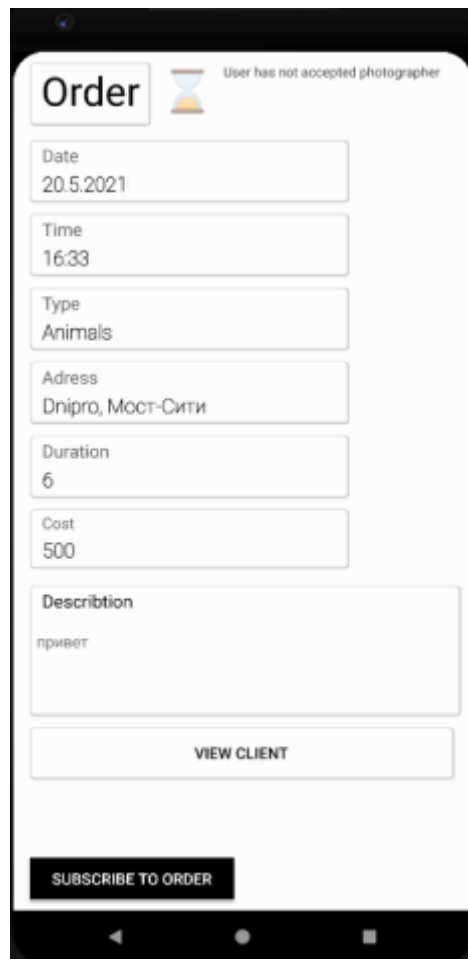 Order
User has not accepted photographer
Date
20.5.2021
Time
16:33
Type
Animals
Adress
Dnipro, Мост-Сити
Duration
6
Cost
500
Describtion
привет
VIEW CLIENT
SUBSCRIBE TO ORDER